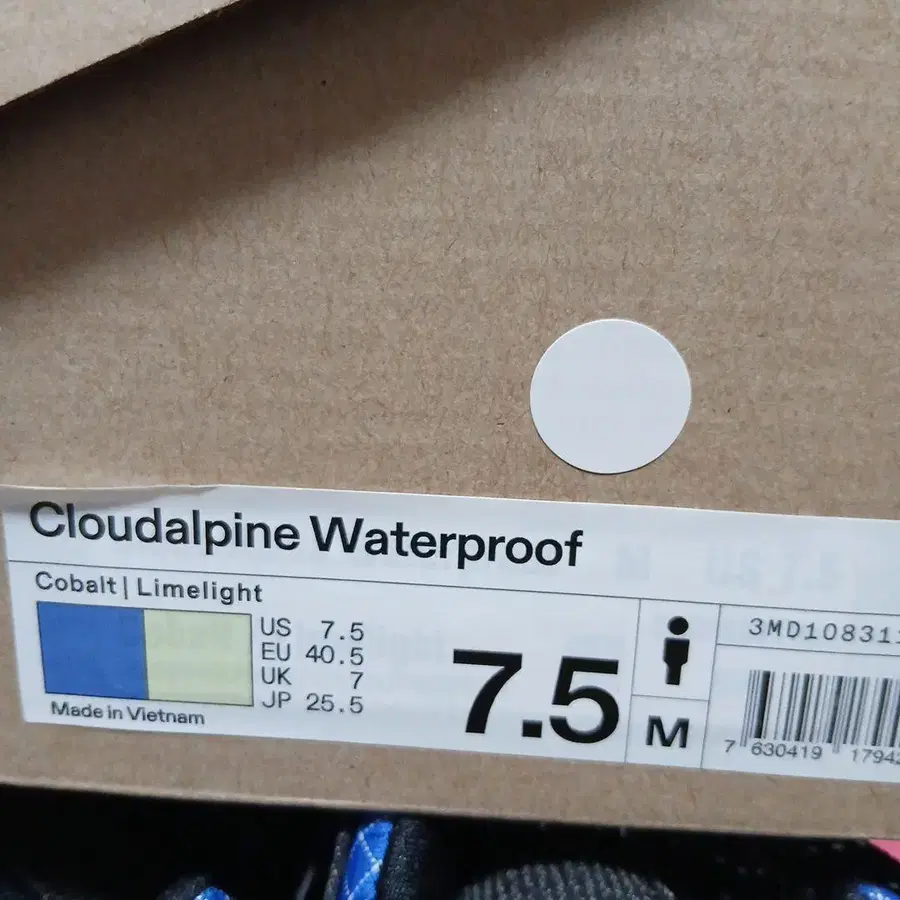 Cloudalpine Waterproof
Cobalt | Limelight
US 7.5
EU 40.5
UK 7
JP 25.5
Made in Vietnam
7.5
M
3MD10831
7 630419 1794